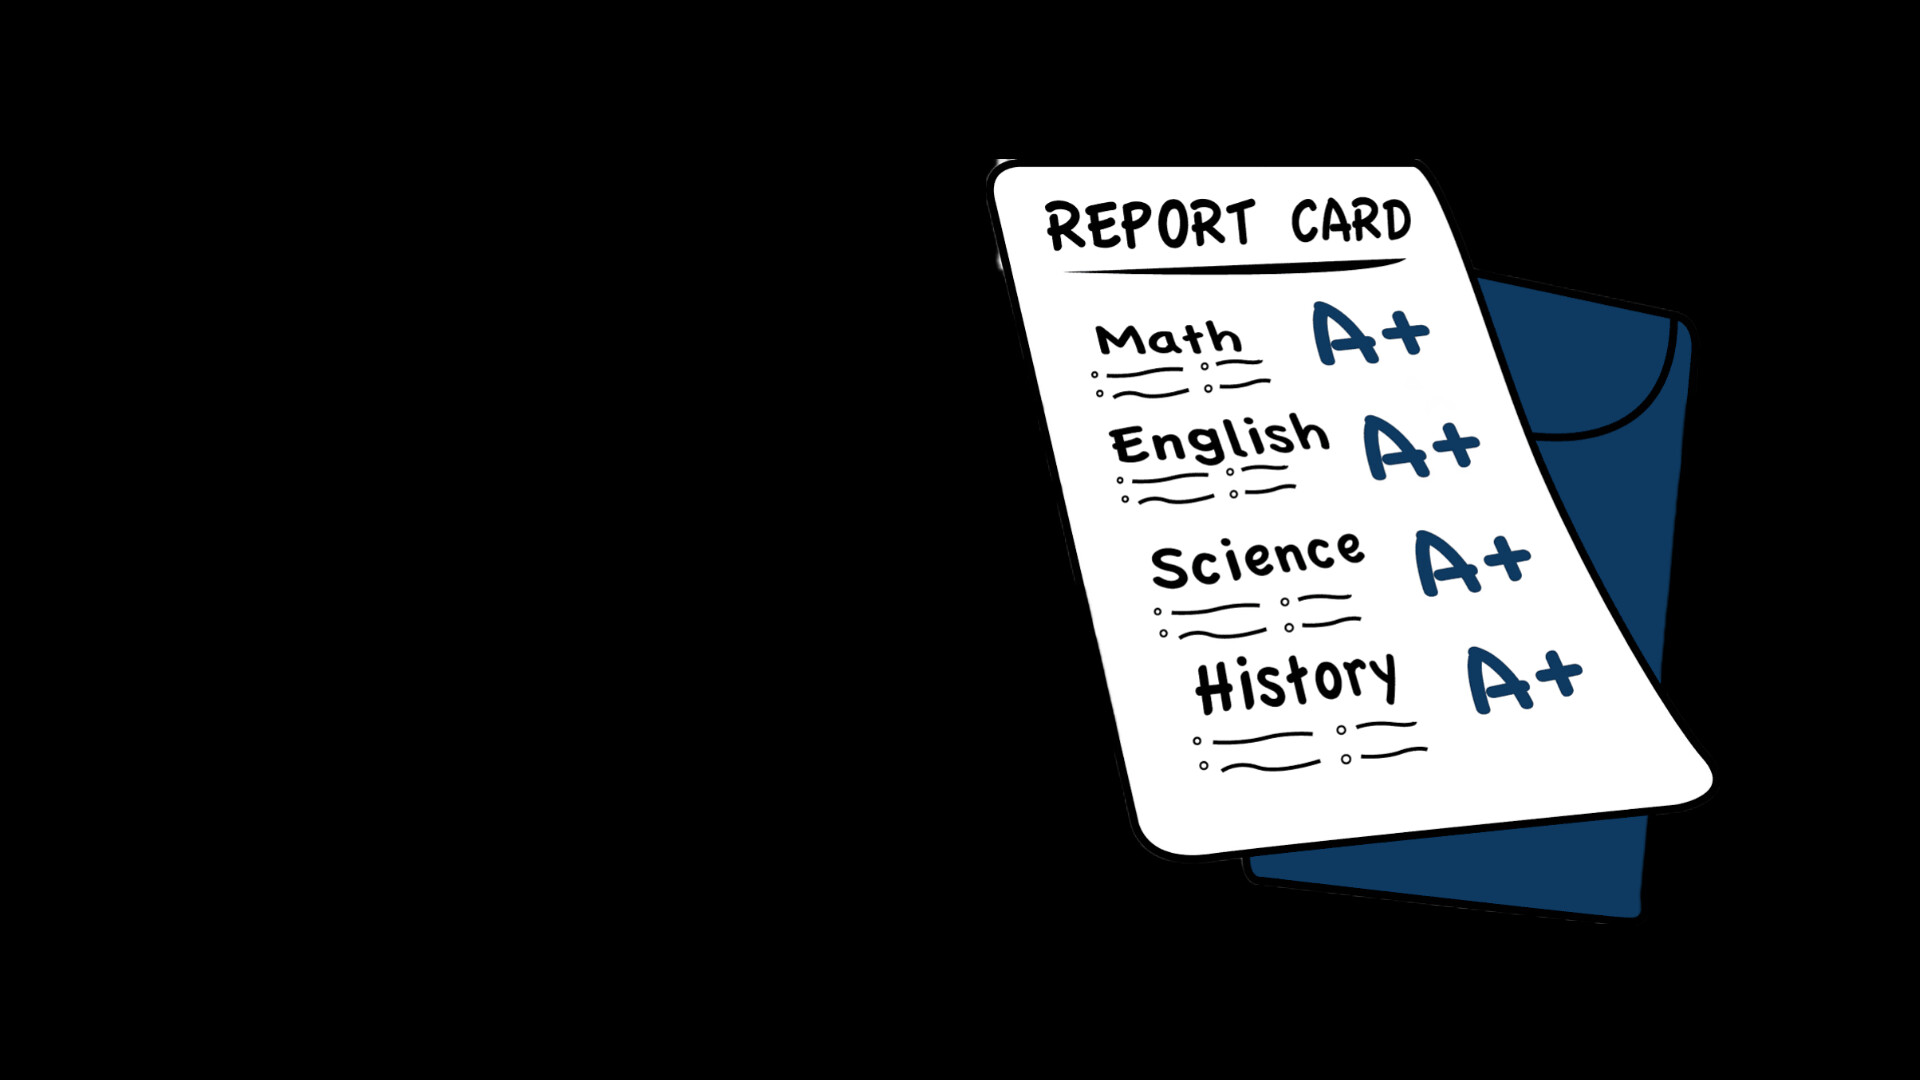 REPORT CARD
Math A+
English A+
Science A+
History A+